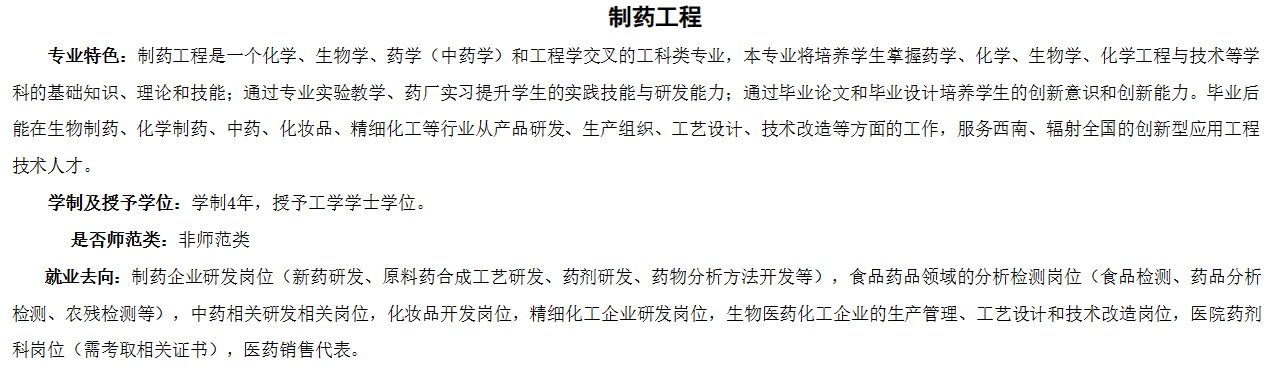 制药工程
专业特色：制药工程是一个化学、生物学、药学（中药学）和工程学交叉的工科类专业，本专业将培养学生掌握药学、化学、生物学、化学工程与技术等学
科的基础知识、理论和技能；通过专业实验教学、药厂实习提升学生的实践技能与研发能力；通过毕业论文和毕业设计培养学生的创新意识和创新能力。毕业后
能在生物制药、化学制药、中药、化妆品、精细化工等行业从产品研发、生产组织、工艺设计、技术改造等方面的工作，服务西南、辐射全国的创新型应用工程
技术人才。
学制及授予学位：学制4年，授予工学学士学位。
是否师范类：非师范类
就业去向：制药企业研发岗位（新药研发、原料药合成工艺研发、药剂研发、药物分析方法开发等），食品药品领域的分析检测岗位（食品检测、药品分析
检测、农残检测等），中药相关研发相关岗位，化妆品开发岗位，精细化工企业研发岗位，生物医药化工企业的生产管理、工艺设计和技术改造岗位，医院药剂
科岗位（需考取相关证书），医药销售代表。